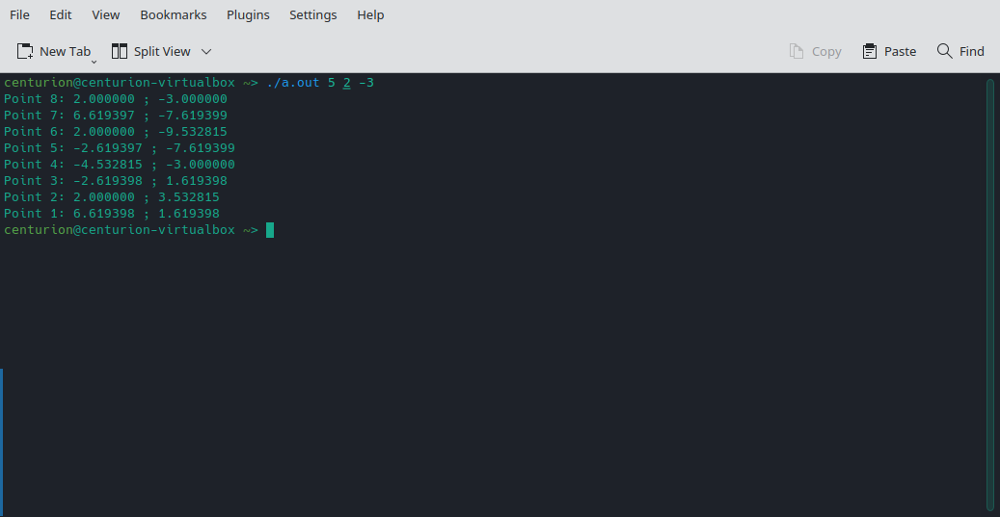 File Edit View Bookmarks Plugins Settings Help
New Tab Split View Copy Paste Find
centurion@centurion-virtualbox ~> ./a.out 5 2 -3
Point 8: 2.000000 ; -3.000000
Point 7: 6.619397 ; -7.619399
Point 6: 2.000000 ; -9.532815
Point 5: -2.619397 ; -7.619399
Point 4: -4.532815 ; -3.000000
Point 3: -2.619398 ; 1.619398
Point 2: 2.000000 ; 3.532815
Point 1: 6.619398 ; 1.619398
centurion@centurion-virtualbox ~>